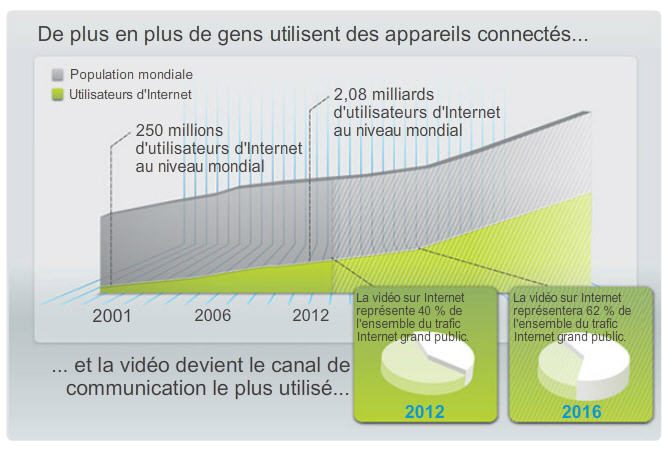 De plus en plus de gens utilisent des appareils connectés...
Population mondiale
Utilisateurs d'Internet
250 millions
d'utilisateurs d'Internet
au niveau mondial
2,08 milliards
d'utilisateurs d'Internet
au niveau mondial
2001
2006
2012
... et la vidéo devient le canal de
communication le plus utilisé...
La vidéo sur Internet
représente 40 % de
l'ensemble du trafic
Internet grand public.
2012
La vidéo sur Internet
représentera 62 % de
l'ensemble du trafic
Internet grand public.
2016